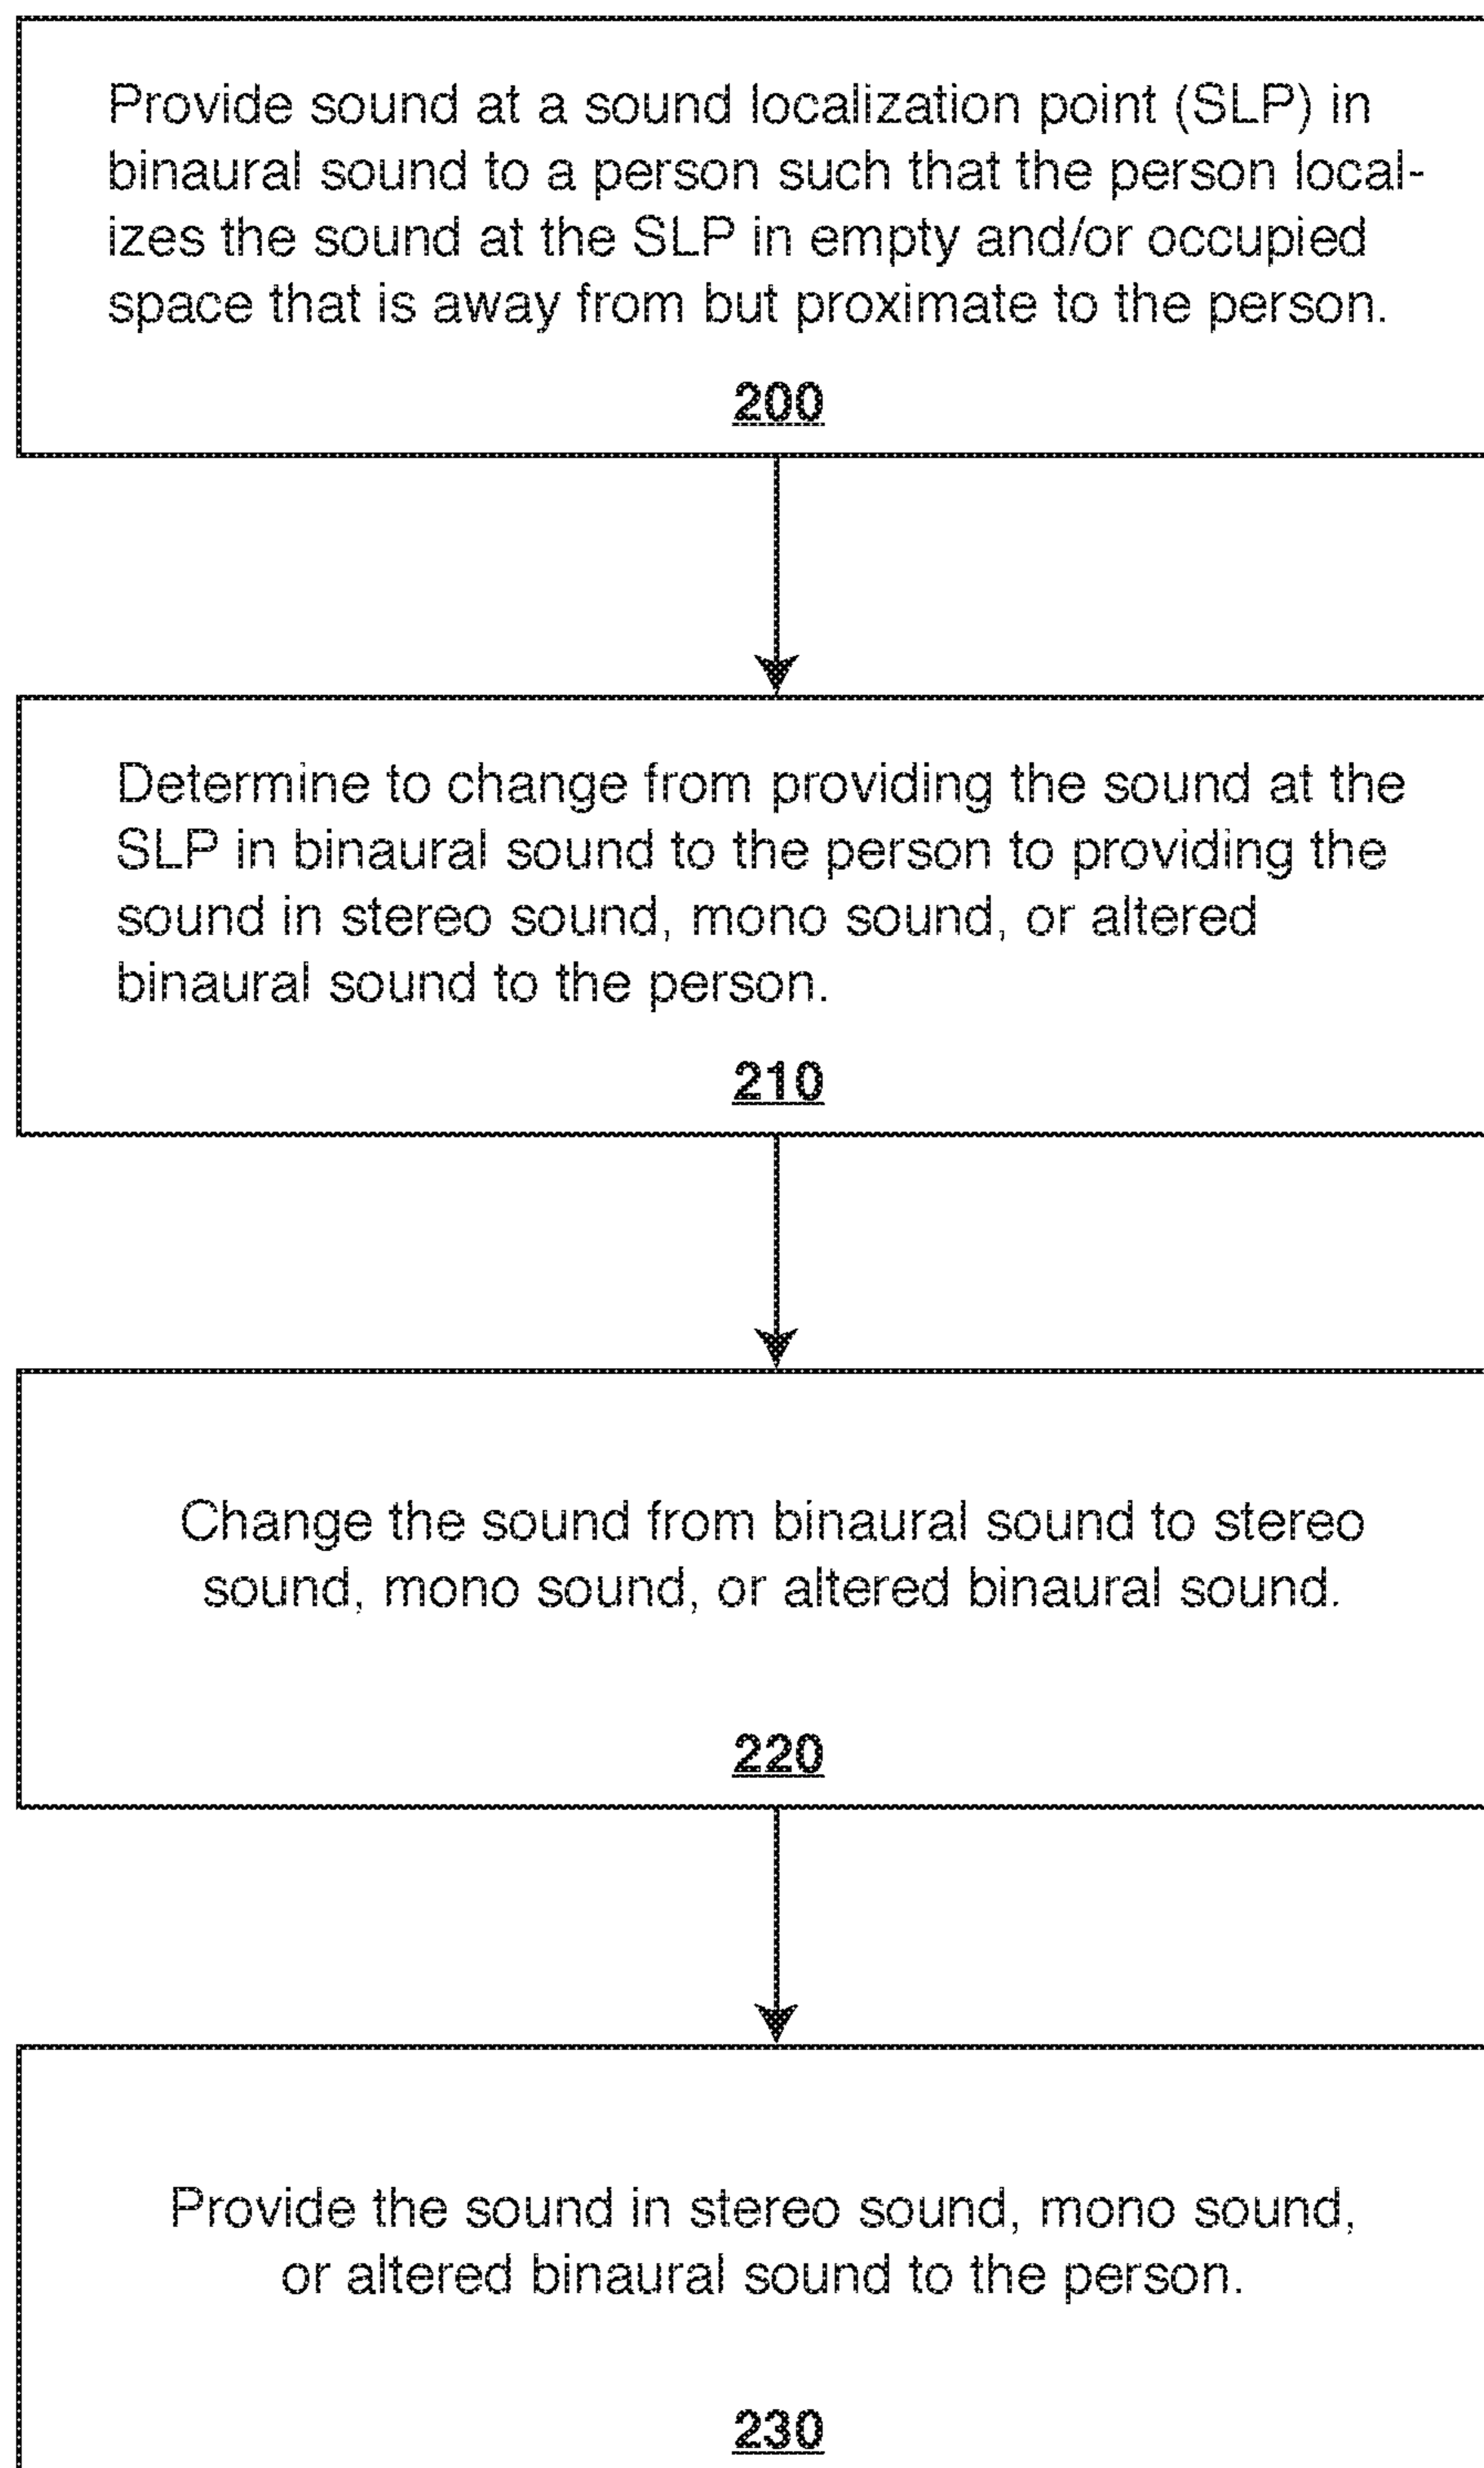 Provide sound at a sound localization point (SLP) in
binaural sound to a person such that the person local-
izes the sound at the SLP in empty and/or occupied
space that is away from but proximate to the person.
200
Determine to change from providing the sound at the
SLP in binaural sound to the person to providing the
sound in stereo sound, mono sound, or altered
binaural sound to the person.
210
Change the sound from binaural sound to stereo
sound, mono sound, or altered binaural sound.
220
Provide the sound in stereo sound, mono sound,
or altered binaural sound to the person.
230